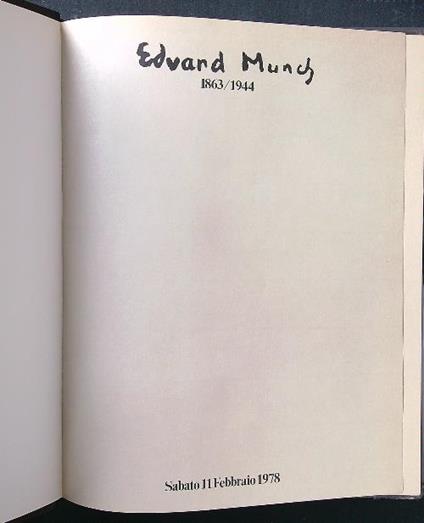 Edvard Munch
1863/1944
Sabato 11 Febbraio 1978